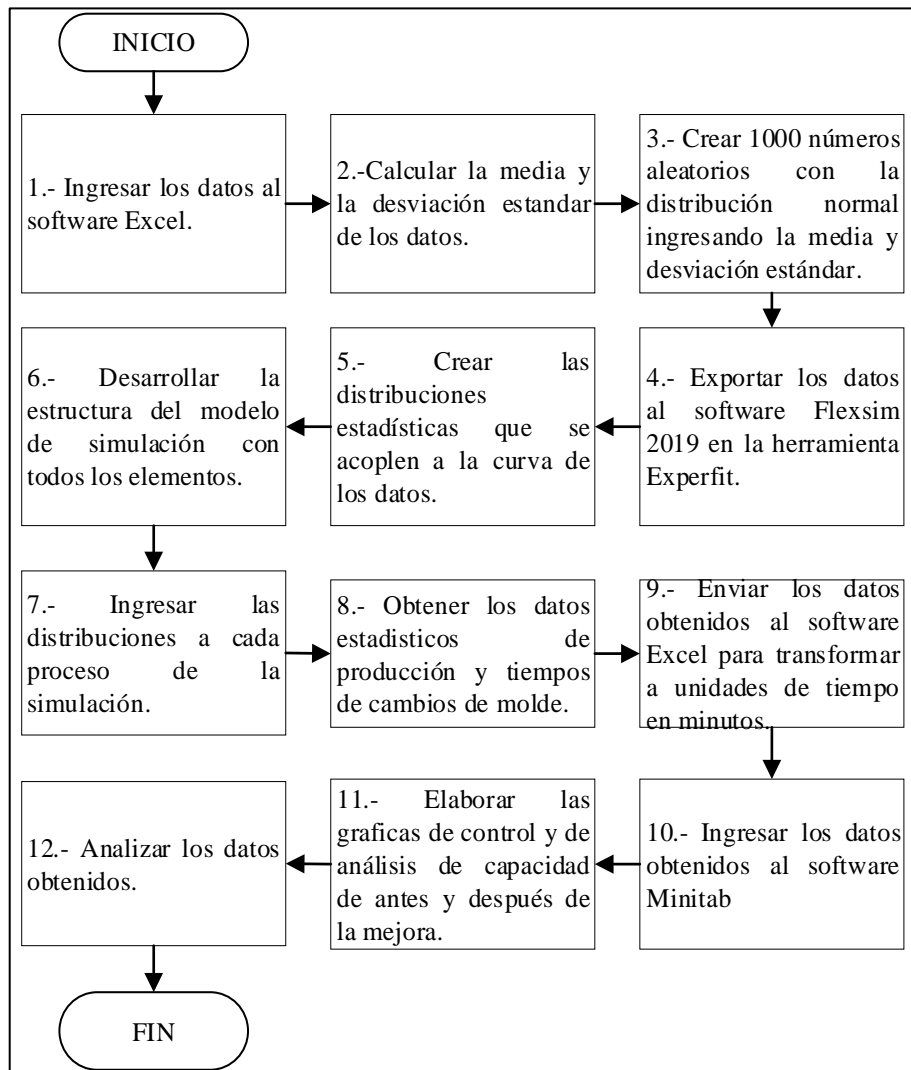 INICIO
1.- Ingresar los datos al
software Excel.
2.-Calcular la media y
la desviación estandar
de los datos.
3.- Crear 1000 números
aleatorios con la
distribución normal
ingresando la media y
desviación estándar.
4.- Exportar los datos
al software Flexsim
2019 en la herramienta
Experfit.
5.- Crear las
distribuciones
estadísticas que se
acoplen a la curva de
los datos.
6.- Desarrollar la
estructura del modelo
de simulación con
todos los elementos.
7.- Ingresar las
distribuciones a cada
proceso de la
simulación.
8.- Obtener los datos
estadisticos de
producción y tiempos
de cambios de molde.
9.- Enviar los datos
obtenidos al software
Excel para transformar
a unidades de tiempo
en minutos.
10.- Ingresar los datos
obtenidos al software
Minitab
11.- Elaborar las
graficas de control y de
análisis de capacidad
de antes y después de
la mejora.
12.- Analizar los datos
obtenidos.
FIN